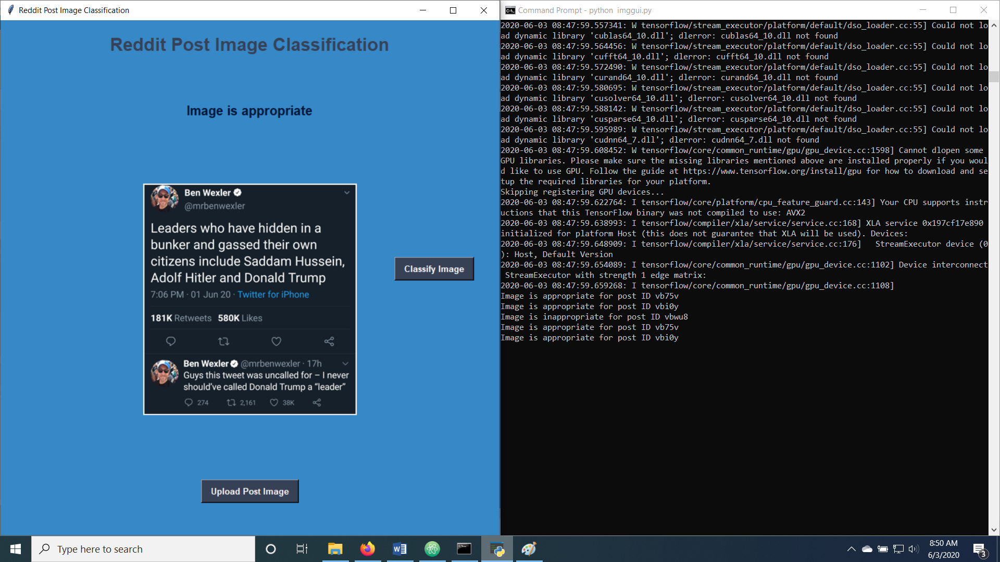 Reddit Post Image Classification
Reddit Post Image Classification
Image is appropriate
Ben Wexler
@mrbenwexler
Leaders who have hidden in a
bunker and gassed their own
citizens include Saddam Hussein,
Adolf Hitler and Donald Trump
7:06 PM · 01 Jun 20 · Twitter for iPhone
181K Retweets 580K Likes
Ben Wexler @mrbenwexler · 17h
Guys this tweet was uncalled for – I never
should've called Donald Trump a “leader”
274 2,161 38K
Classify Image
Upload Post Image
Command Prompt - python  imggui.py
2020-06-03 08:47:59.557341: W tensorflow/stream_executor/platform/default/dso_loader.cc:55] Could not lo
ad dynamic library 'cublas64_10.dll'; dlerror: cublas64_10.dll not found
2020-06-03 08:47:59.564456: W tensorflow/stream_executor/platform/default/dso_loader.cc:55] Could not lo
ad dynamic library 'cufft64_10.dll'; dlerror: cufft64_10.dll not found
2020-06-03 08:47:59.572490: W tensorflow/stream_executor/platform/default/dso_loader.cc:55] Could not lo
ad dynamic library 'curand64_10.dll'; dlerror: curand64_10.dll not found
2020-06-03 08:47:59.580695: W tensorflow/stream_executor/platform/default/dso_loader.cc:55] Could not lo
ad dynamic library 'cusolver64_10.dll'; dlerror: cusolver64_10.dll not found
2020-06-03 08:47:59.588142: W tensorflow/stream_executor/platform/default/dso_loader.cc:55] Could not lo
ad dynamic library 'cusparse64_10.dll'; dlerror: cusparse64_10.dll not found
2020-06-03 08:47:59.595989: W tensorflow/stream_executor/platform/default/dso_loader.cc:55] Could not lo
ad dynamic library 'cudnn64_7.dll'; dlerror: cudnn64_7.dll not found
2020-06-03 08:47:59.608452: W tensorflow/core/common_runtime/gpu/gpu_device.cc:1598] Cannot dlopen some
GPU libraries. Please make sure the missing libraries mentioned above are installed properly if you woul
d like to use GPU. Follow the guide at https://www.tensorflow.org/install/gpu for how to download and se
tup the required libraries for your platform.
Skipping registering GPU devices...
2020-06-03 08:47:59.622764: I tensorflow/core/platform/cpu_feature_guard.cc:143] Your CPU supports instr
uctions that this TensorFlow binary was not compiled to use: AVX2
2020-06-03 08:47:59.638993: I tensorflow/compiler/xla/service/service.cc:168] XLA service 0x197cf17e890
initialized for platform Host (this does not guarantee that XLA will be used). Devices:
2020-06-03 08:47:59.648909: I tensorflow/compiler/xla/service/service.cc:176]   StreamExecutor device (0
): Host, Default Version
2020-06-03 08:47:59.654089: I tensorflow/core/common_runtime/gpu/gpu_device.cc:1102] Device interconnect
StreamExecutor with strength 1 edge matrix:
2020-06-03 08:47:59.659268: I tensorflow/core/common_runtime/gpu/gpu_device.cc:1108]
Image is appropriate for post ID vb75v
Image is appropriate for post ID vbi0y
Image is inappropriate for post ID vbwu8
Image is appropriate for post ID vb75v
Image is appropriate for post ID vbi0y
Type here to search
8:50 AM
6/3/2020
3